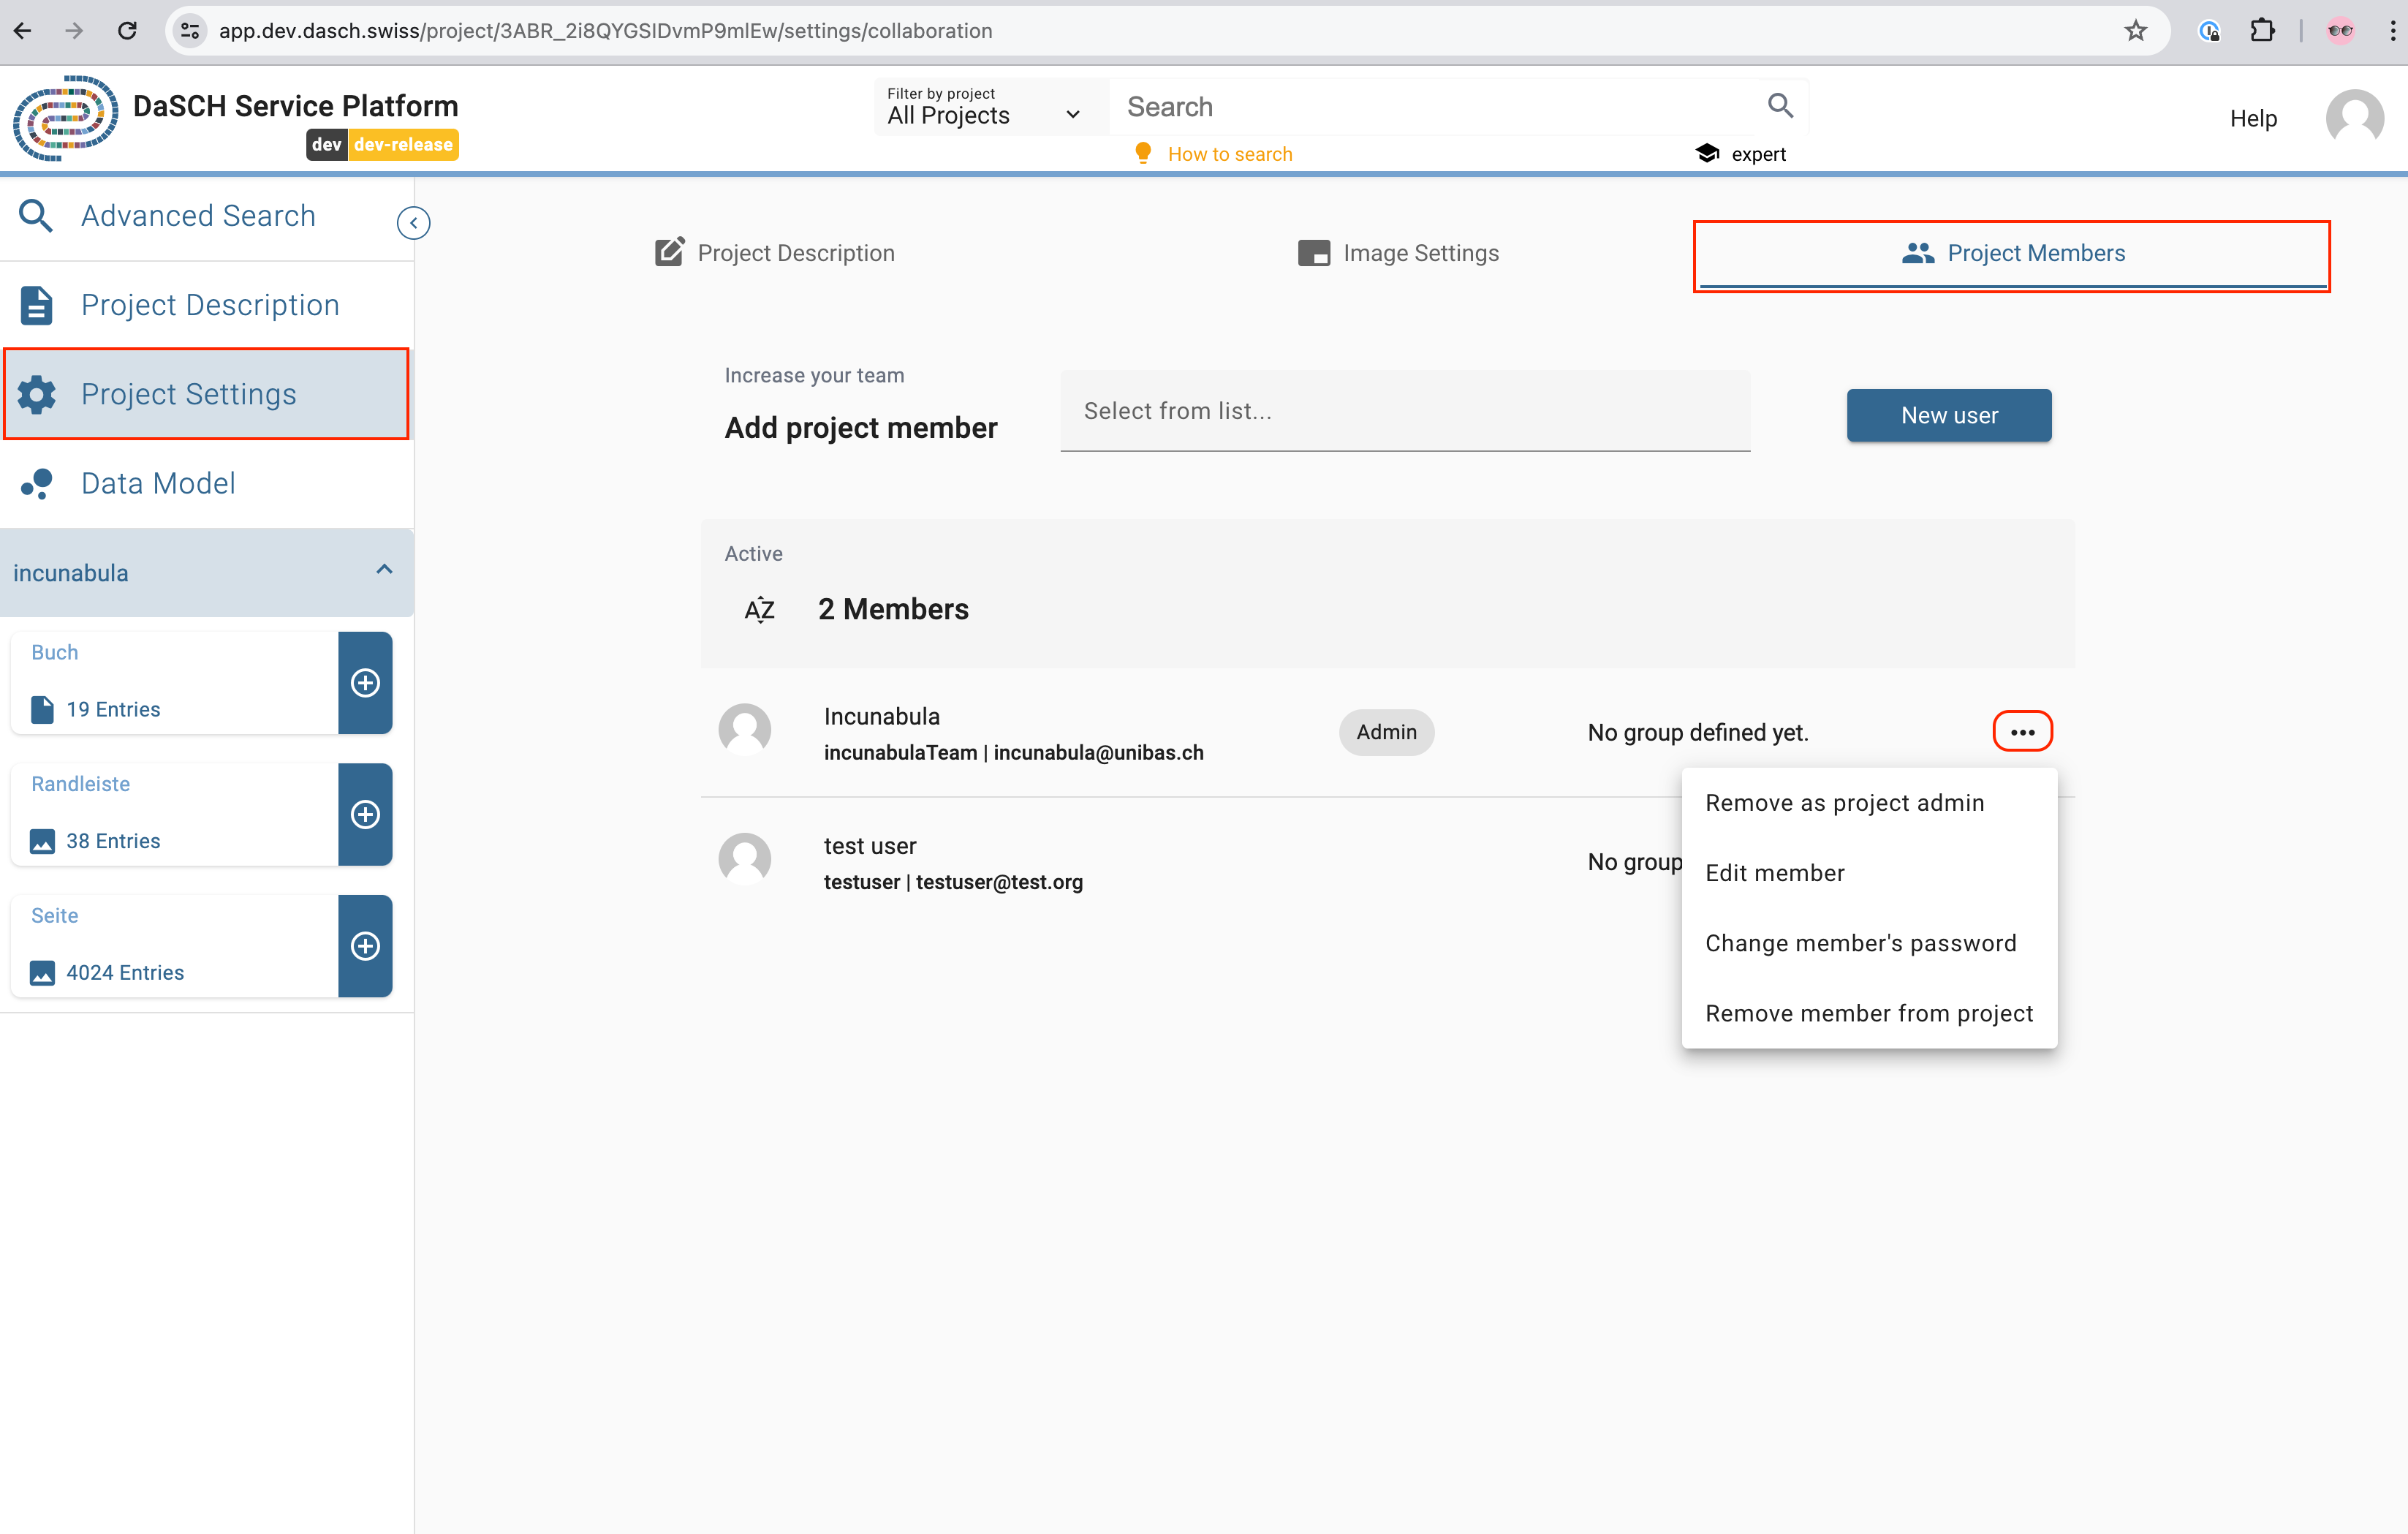 app.dev.dasch.swiss/project/3ABR_2i8QYGSIDvmP9mlEw/settings/collaboration
DaSCH Service Platform
dev dev-release
Filter by project
All Projects
Search
How to search
expert
Help
Advanced Search
Project Description
Project Settings
Data Model
incunabula
Buch
19 Entries
Randleiste
38 Entries
Seite
4024 Entries
Project Description
Image Settings
Project Members
Increase your team
Add project member
Select from list...
New user
Active
AZ
2 Members
Incunabula
incunabulaTeam | incunabula@unibas.ch
Admin
No group defined yet.
test user
testuser | testuser@test.org
No group
Remove as project admin
Edit member
Change member's password
Remove member from project